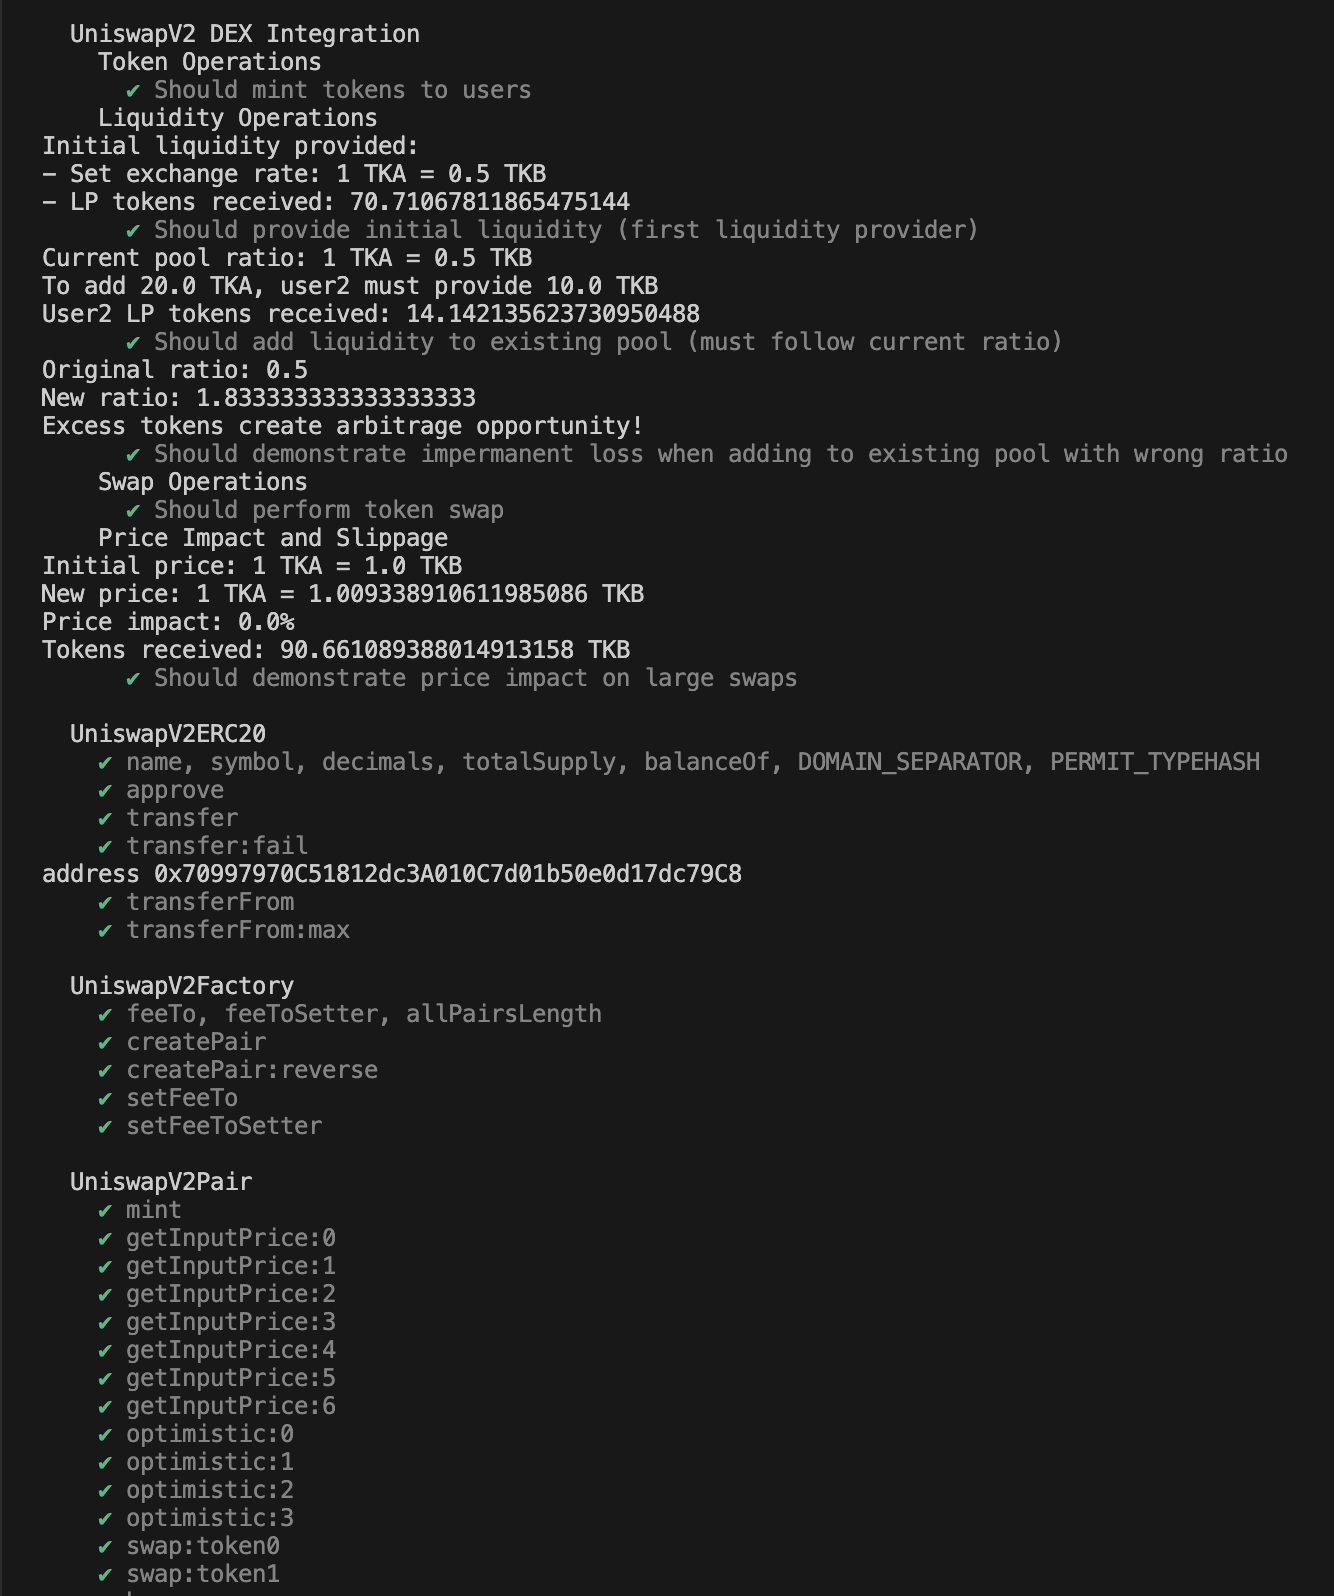 UniswapV2 DEX Integration
Token Operations
✔ Should mint tokens to users
Liquidity Operations
Initial liquidity provided:
- Set exchange rate: 1 TKA = 0.5 TKB
- LP tokens received: 70.71067811865475144
✔ Should provide initial liquidity (first liquidity provider)
Current pool ratio: 1 TKA = 0.5 TKB
To add 20.0 TKA, user2 must provide 10.0 TKB
User2 LP tokens received: 14.142135623730950488
✔ Should add liquidity to existing pool (must follow current ratio)
Original ratio: 0.5
New ratio: 1.833333333333333333
Excess tokens create arbitrage opportunity!
✔ Should demonstrate impermanent loss when adding to existing pool with wrong ratio
Swap Operations
✔ Should perform token swap
Price Impact and Slippage
Initial price: 1 TKA = 1.0 TKB
New price: 1 TKA = 1.009338910611985086 TKB
Price impact: 0.0%
Tokens received: 90.661089388014913158 TKB
✔ Should demonstrate price impact on large swaps
UniswapV2ERC20
✔ name, symbol, decimals, totalSupply, balanceOf, DOMAIN_SEPARATOR, PERMIT_TYPEHASH
✔ approve
✔ transfer
✔ transfer:fail
address 0x70997970C51812dc3A010C7d01b50e0d17dc79C8
✔ transferFrom
✔ transferFrom:max
UniswapV2Factory
✔ feeTo, feeToSetter, allPairsLength
✔ createPair
✔ createPair:reverse
✔ setFeeTo
✔ setFeeToSetter
UniswapV2Pair
✔ mint
✔ getInputPrice:0
✔ getInputPrice:1
✔ getInputPrice:2
✔ getInputPrice:3
✔ getInputPrice:4
✔ getInputPrice:5
✔ getInputPrice:6
✔ optimistic:0
✔ optimistic:1
✔ optimistic:2
✔ optimistic:3
✔ swap:token0
✔ swap:token1